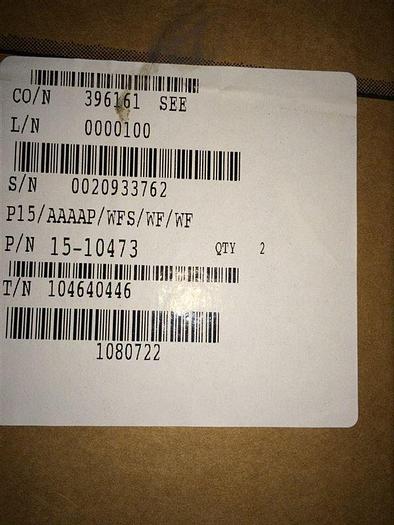 CO/N 396161 SEE
L/N 0000100
S/N 0020933762
P15/AAAAP/WFS/WF/WF
P/N 15-10473 QTY 2
T/N 104640446
1080722